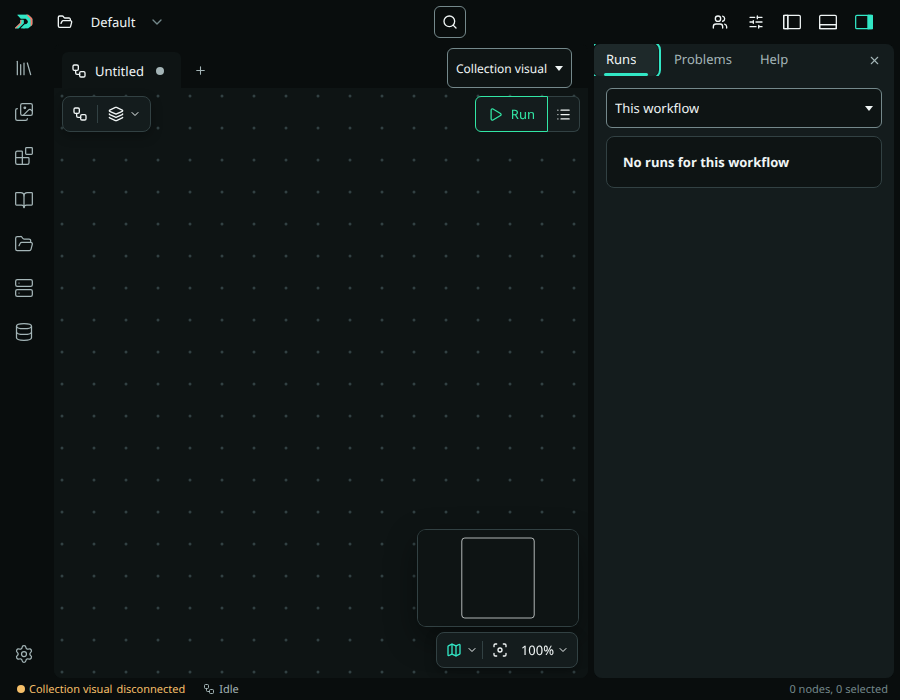 Default
Untitled
Collection visual
Runs
Problems
Help
Run
This workflow
No runs for this workflow
100%
Collection visual disconnected
Idle
0 nodes, 0 selected